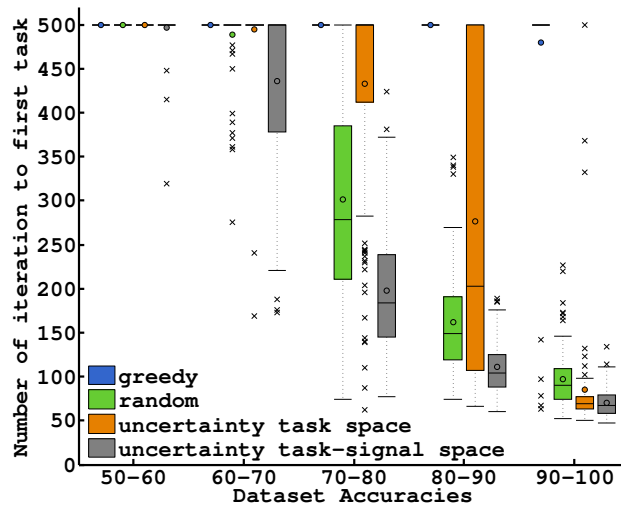 Number of iteration to first task
500
450
400
350
300
250
200
150
100
50
0
greedy
random
uncertainty task space
uncertainty task-signal space
50-60 60-70 70-80 80-90 90-100
Dataset Accuracies